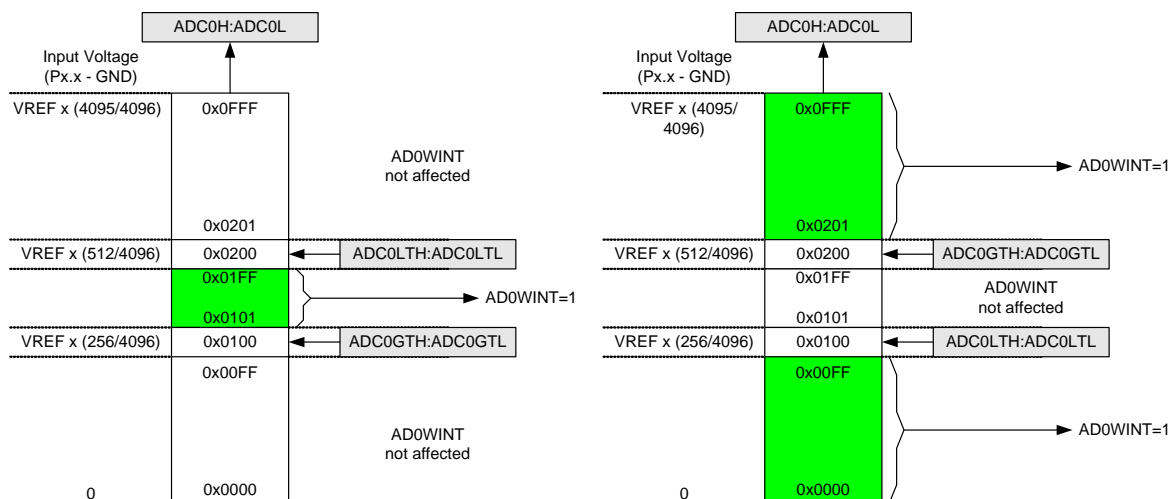 ADC0H:ADC0L
Input Voltage
(Px.x - GND)
VREF x (4095/4096)
0x0FFF
AD0WINT
not affected
0x0201
VREF x (512/4096)
0x0200
ADC0LTH:ADC0LTL
0x01FF
AD0WINT=1
0x0101
VREF x (256/4096)
0x0100
ADC0GTH:ADC0GTL
0x00FF
AD0WINT
not affected
0
0x0000
ADC0H:ADC0L
Input Voltage
(Px.x - GND)
VREF x (4095/
4096)
0x0FFF
AD0WINT=1
0x0201
VREF x (512/4096)
0x0200
ADC0GTH:ADC0GTL
0x01FF
AD0WINT
not affected
0x0101
VREF x (256/4096)
0x0100
ADC0LTH:ADC0LTL
0x00FF
AD0WINT=1
0
0x0000